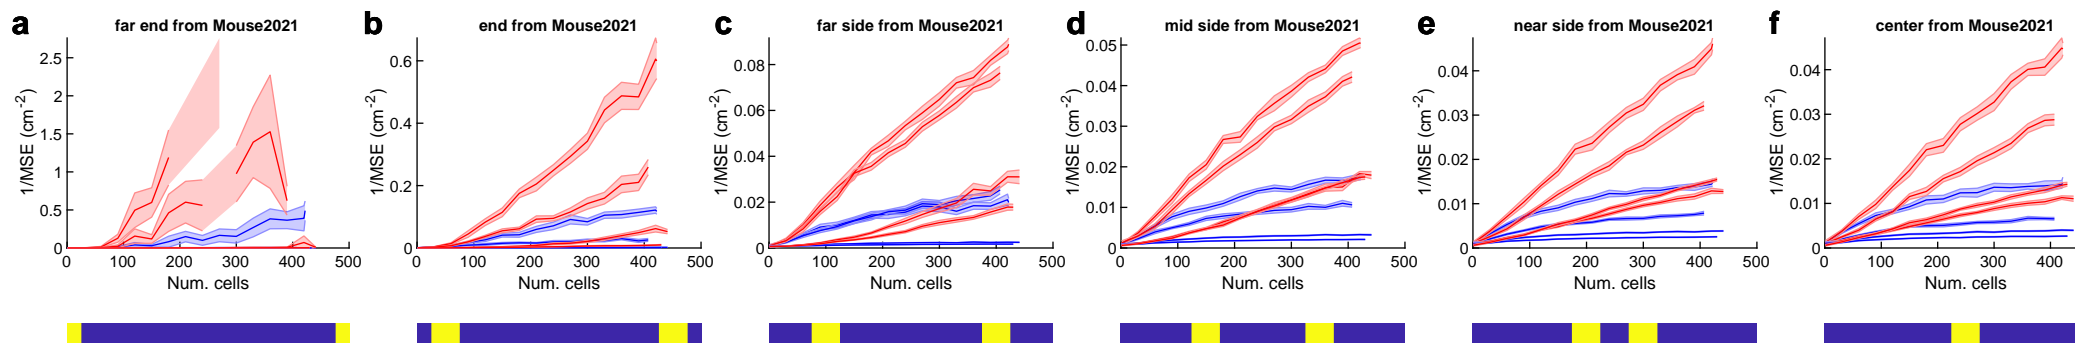 a far end from Mouse2021
2.5
2
1.5
1
0.5
0
1/MSE (cm-2)
0 100 200 300 400 500
Num. cells
b end from Mouse2021
0.6
0.4
0.2
0
1/MSE (cm-2)
0 100 200 300 400 500
Num. cells
c far side from Mouse2021
0.08
0.06
0.04
0.02
0
1/MSE (cm-2)
0 100 200 300 400 500
Num. cells
d mid side from Mouse2021
0.05
0.04
0.03
0.02
0.01
0
1/MSE (cm-2)
0 100 200 300 400 500
Num. cells
e near side from Mouse2021
0.04
0.03
0.02
0.01
0
1/MSE (cm-2)
0 100 200 300 400 500
Num. cells
f center from Mouse2021
0.04
0.03
0.02
0.01
0
1/MSE (cm-2)
0 100 200 300 400
Num. cells